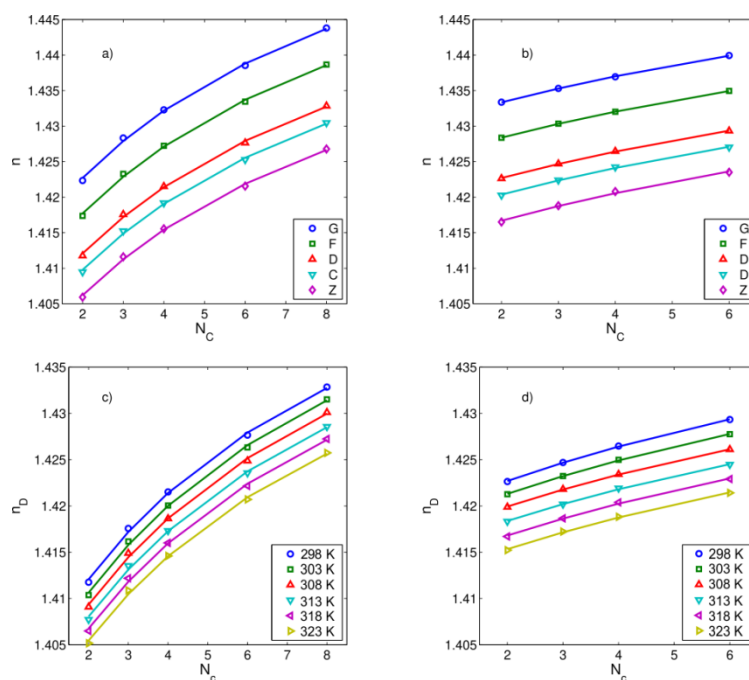 a)
1.445
1.44
1.435
1.43
1.425
1.42
1.415
1.41
1.405
n
2 3 4 5 6 7 8
N_C
G
F
D
C
Z
b)
1.445
1.44
1.435
1.43
1.425
1.42
1.415
1.41
1.405
n
2 3 4 5 6
N_C
G
F
D
D
Z
c)
1.435
1.43
1.425
1.42
1.415
1.41
1.405
n_D
2 3 4 5 6 7 8
N_c
298 K
303 K
308 K
313 K
318 K
323 K
d)
1.435
1.43
1.425
1.42
1.415
1.41
1.405
n_D
2 3 4 5 6
N_c
298 K
303 K
308 K
313 K
318 K
323 K